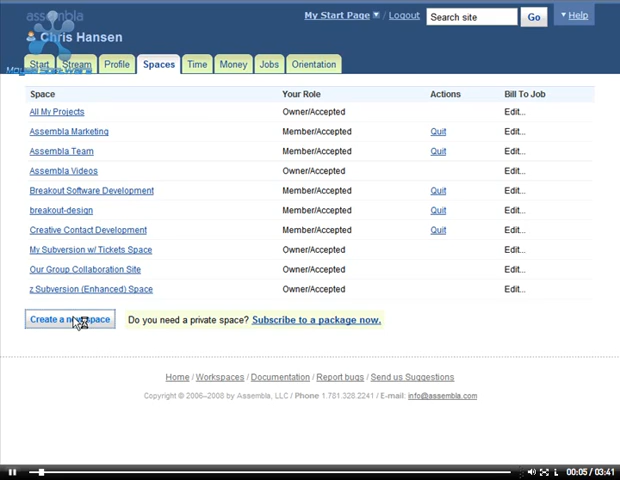 assembla
My Start Page / Logout
Search site
Go
Help
Chris Hansen
Start Stream Profile Spaces Time Money Jobs Orientation
Space Your Role Actions Bill To Job
All My Projects Owner/Accepted Edit...
Assembla Marketing Member/Accepted Quit Edit...
Assembla Team Member/Accepted Quit Edit...
Assembla Videos Owner/Accepted Edit...
Breakout Software Development Member/Accepted Quit Edit...
breakout-design Member/Accepted Quit Edit...
Creative Contact Development Member/Accepted Quit Edit...
My Subversion w/ Tickets Space Owner/Accepted Edit...
Our Group Collaboration Site Owner/Accepted Edit...
z Subversion (Enhanced) Space Owner/Accepted Edit...
Create a new space Do you need a private space? Subscribe to a package now.
Home / Workspaces / Documentation / Report bugs / Send us Suggestions
Copyright © 2006–2008 by Assembla, LLC / Phone 1.781.328.2241 / E-mail: info@assembla.com
00:05 / 03:41